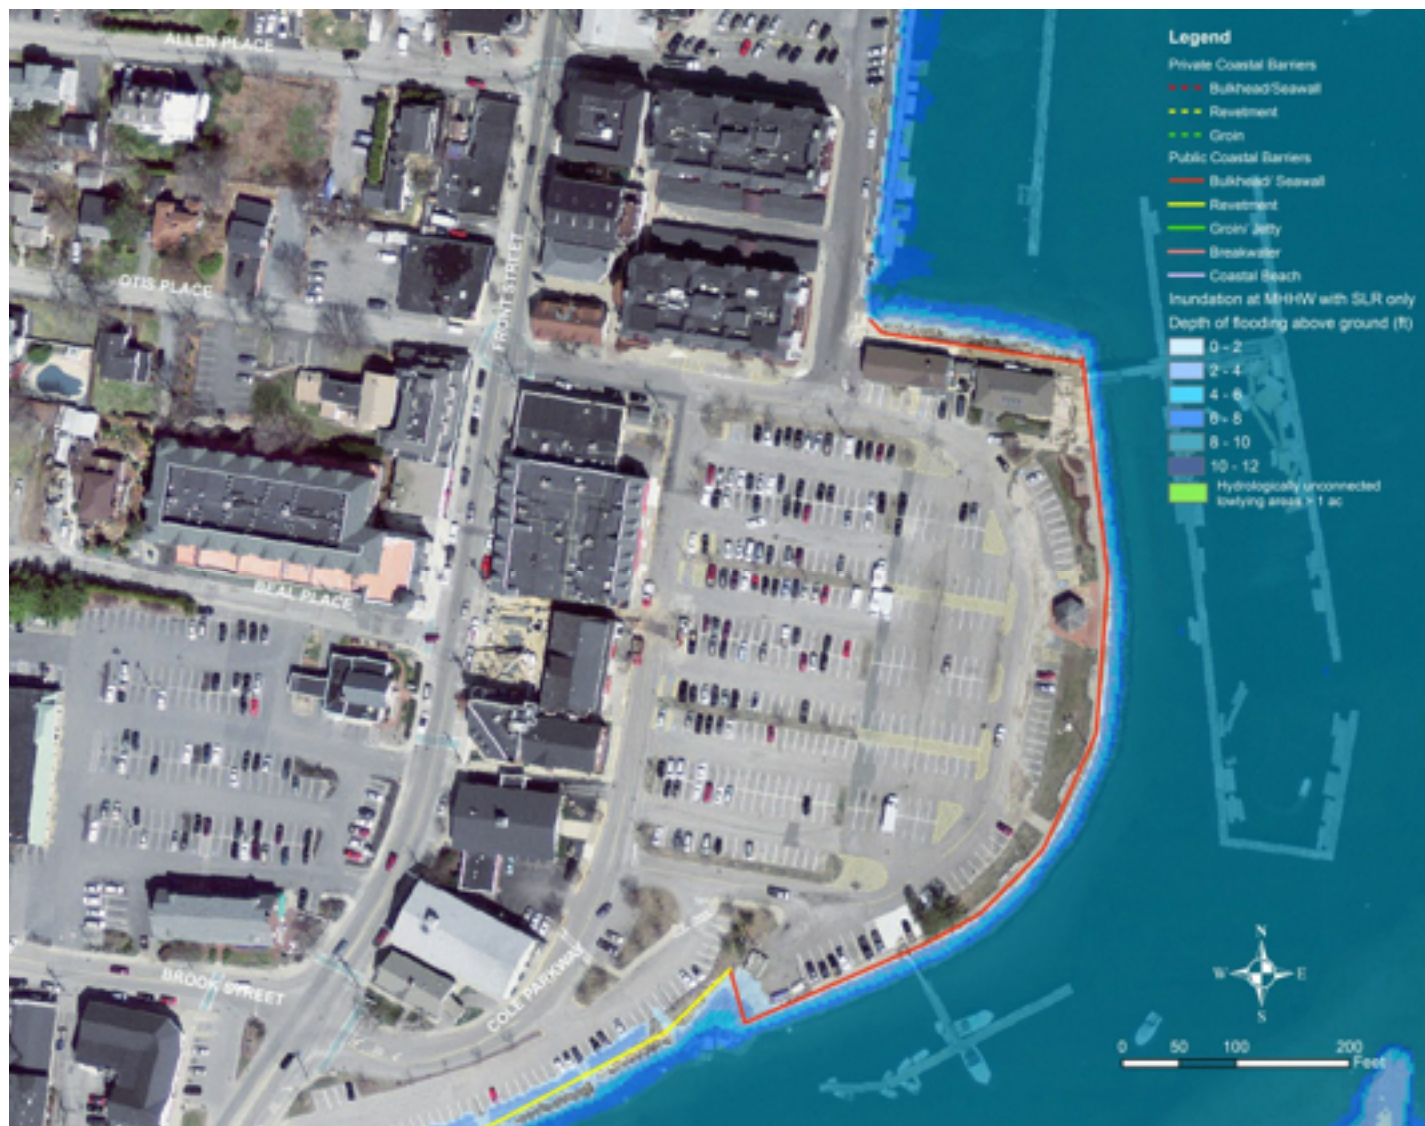 ALLEN PLACE
OTIS PLACE
FRONT STREET
BEAL PLACE
BROOK STREET
COLE PARKWAY
Legend
Private Coastal Barriers
Bulkhead/Seawall
Revetment
Groin
Public Coastal Barriers
Bulkhead/ Seawall
Revetment
Groin/ Jetty
Breakwater
Coastal Beach
Inundation at MHHW with SLR only
Depth of flooding above ground (ft)
0 - 2
2 - 4
4 - 6
6 - 8
8 - 10
10 - 12
Hydrologically unconnected
lowlying areas > 1 ac
N
W E
S
0 50 100 200
Feet